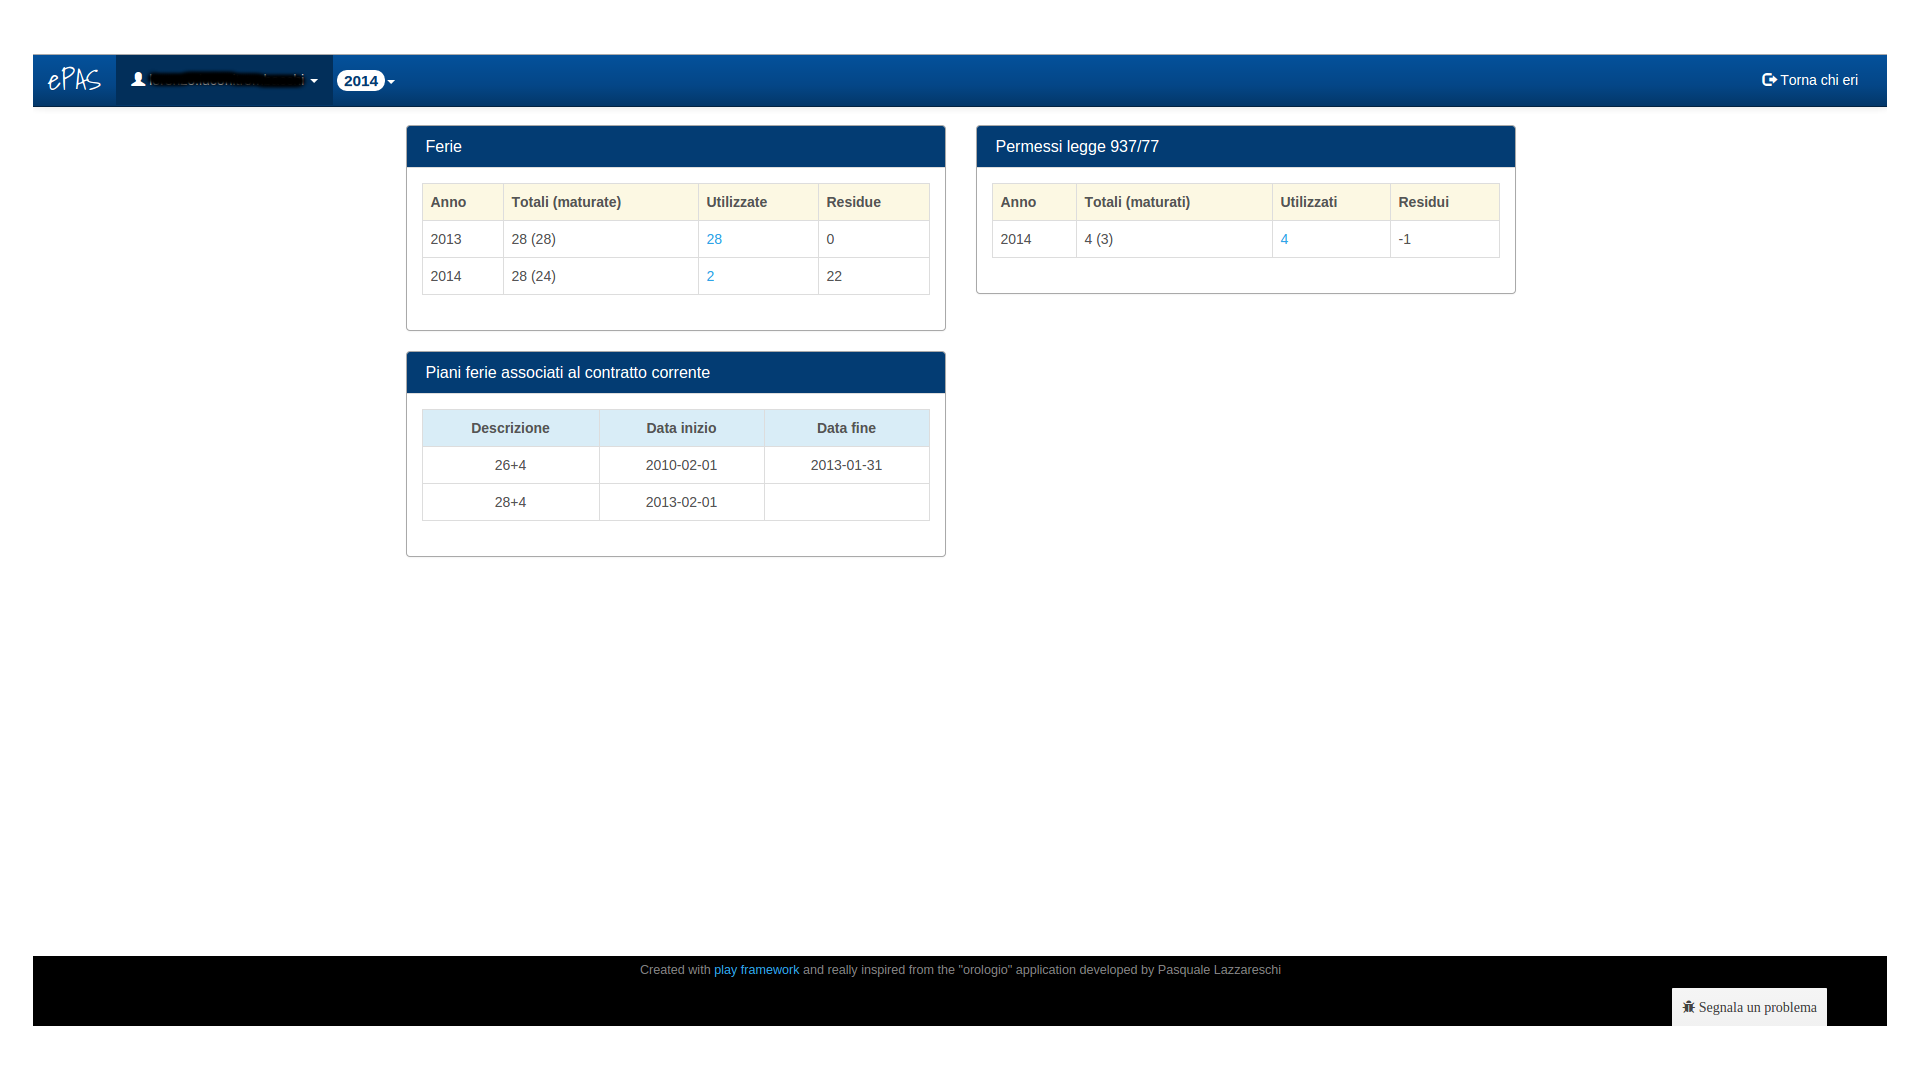 ePAS 2014 Torna chi eri
Ferie
Anno Totali (maturate) Utilizzate Residue
2013 28 (28) 28 0
2014 28 (24) 2 22
Permessi legge 937/77
Anno Totali (maturati) Utilizzati Residui
2014 4 (3) 4 -1
Piani ferie associati al contratto corrente
Descrizione Data inizio Data fine
26+4 2010-02-01 2013-01-31
28+4 2013-02-01
Created with play framework and really inspired from the "orologio" application developed by Pasquale Lazzareschi
Segnala un problema